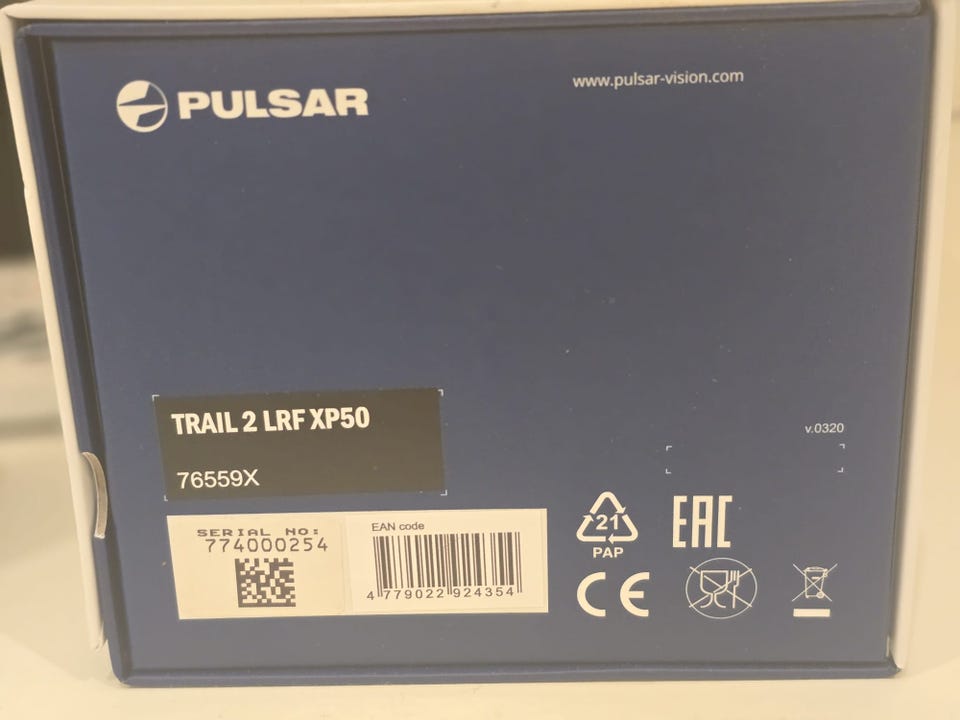 PULSAR
www.pulsar-vision.com
TRAIL 2 LRF XP50
76559X
v.0320
SERIAL NO:
774000254
EAN code
4 779022 924354
21
PAP
EAC
CE